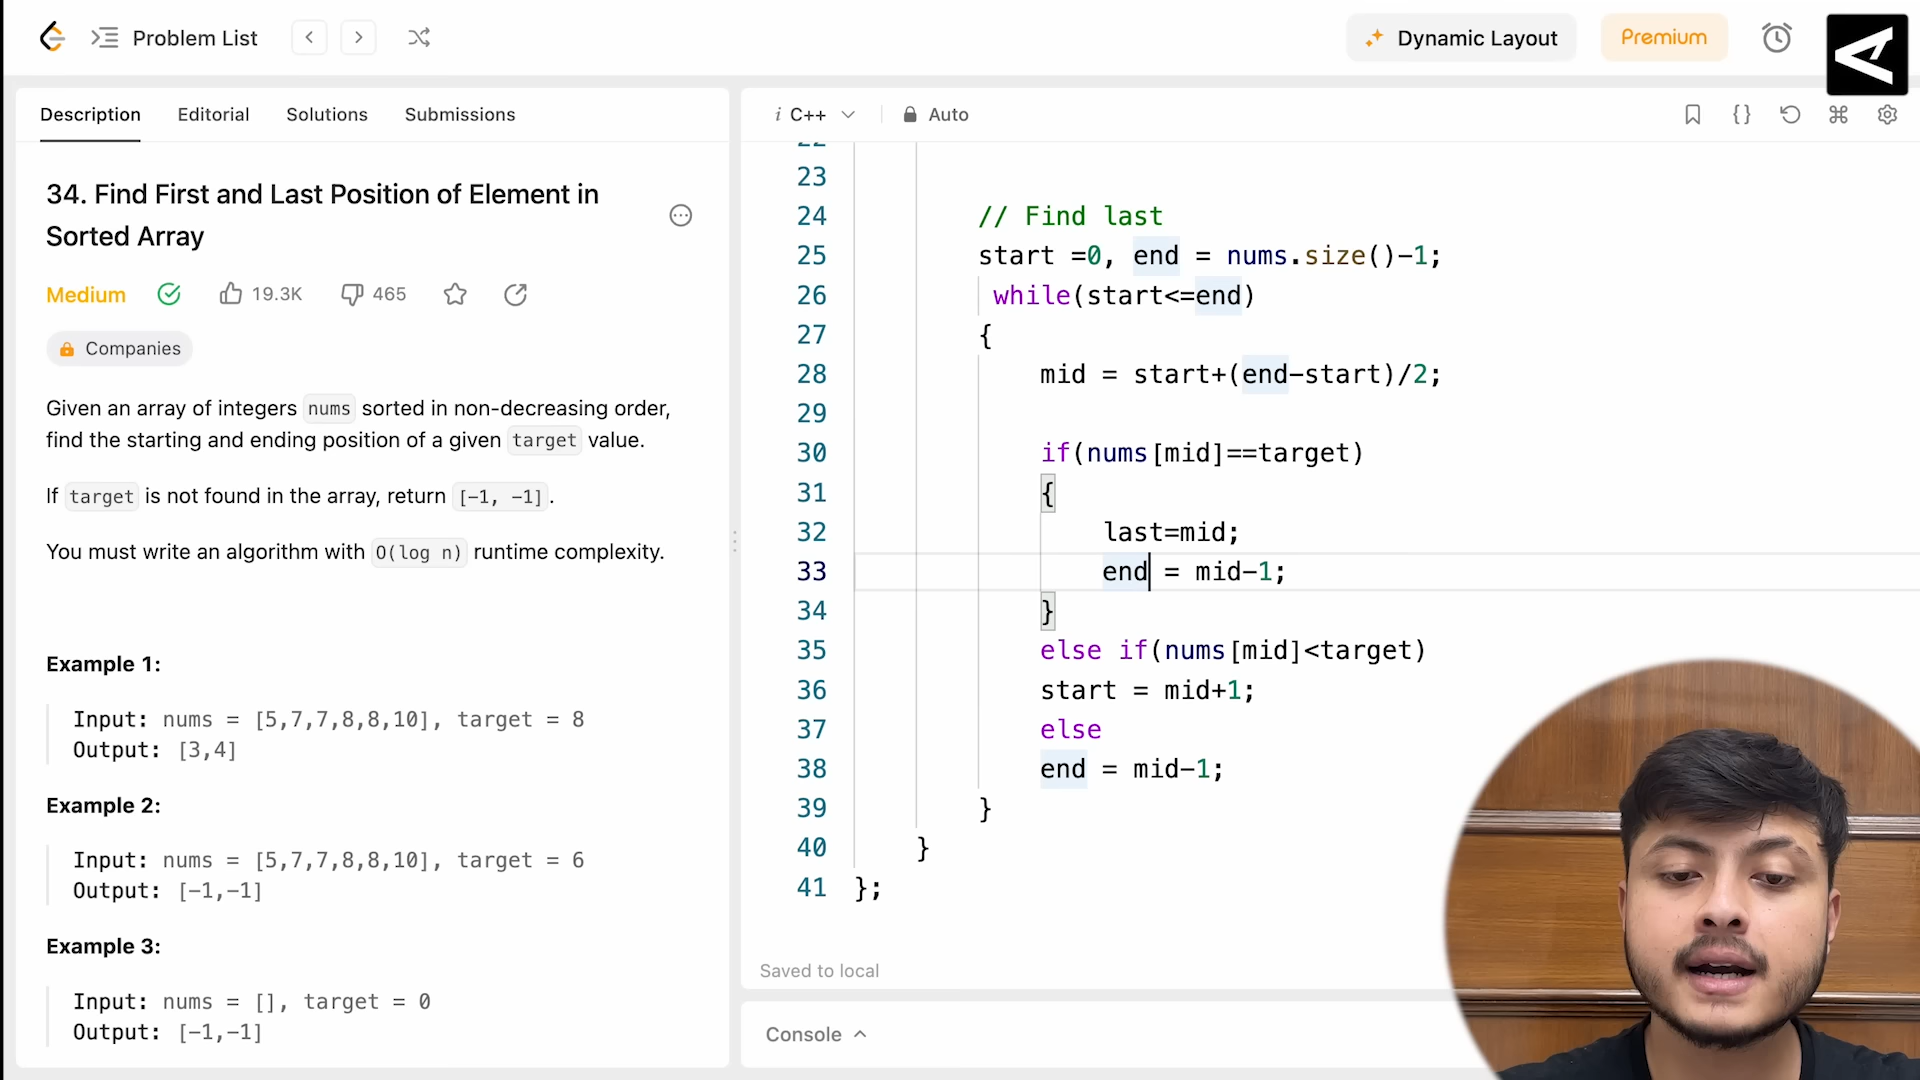 Problem List
Dynamic Layout
Premium
Description Editorial Solutions Submissions
34. Find First and Last Position of Element in
Sorted Array
Medium 19.3K 465
Companies
Given an array of integers nums sorted in non-decreasing order,
find the starting and ending position of a given target value.
If target is not found in the array, return [-1, -1].
You must write an algorithm with O(log n) runtime complexity.
Example 1:
Input: nums = [5,7,7,8,8,10], target = 8
Output: [3,4]
Example 2:
Input: nums = [5,7,7,8,8,10], target = 6
Output: [-1,-1]
Example 3:
Input: nums = [], target = 0
Output: [-1,-1]
i C++ Auto
22
23
24 // Find last
25 start =0, end = nums.size()-1;
26 while(start<=end)
27 {
28 mid = start+(end-start)/2;
29
30 if(nums[mid]==target)
31 {
32 last=mid;
33 end = mid-1;
34 }
35 else if(nums[mid]<target)
36 start = mid+1;
37 else
38 end = mid-1;
39 }
40 }
41 };
Saved to local
Console